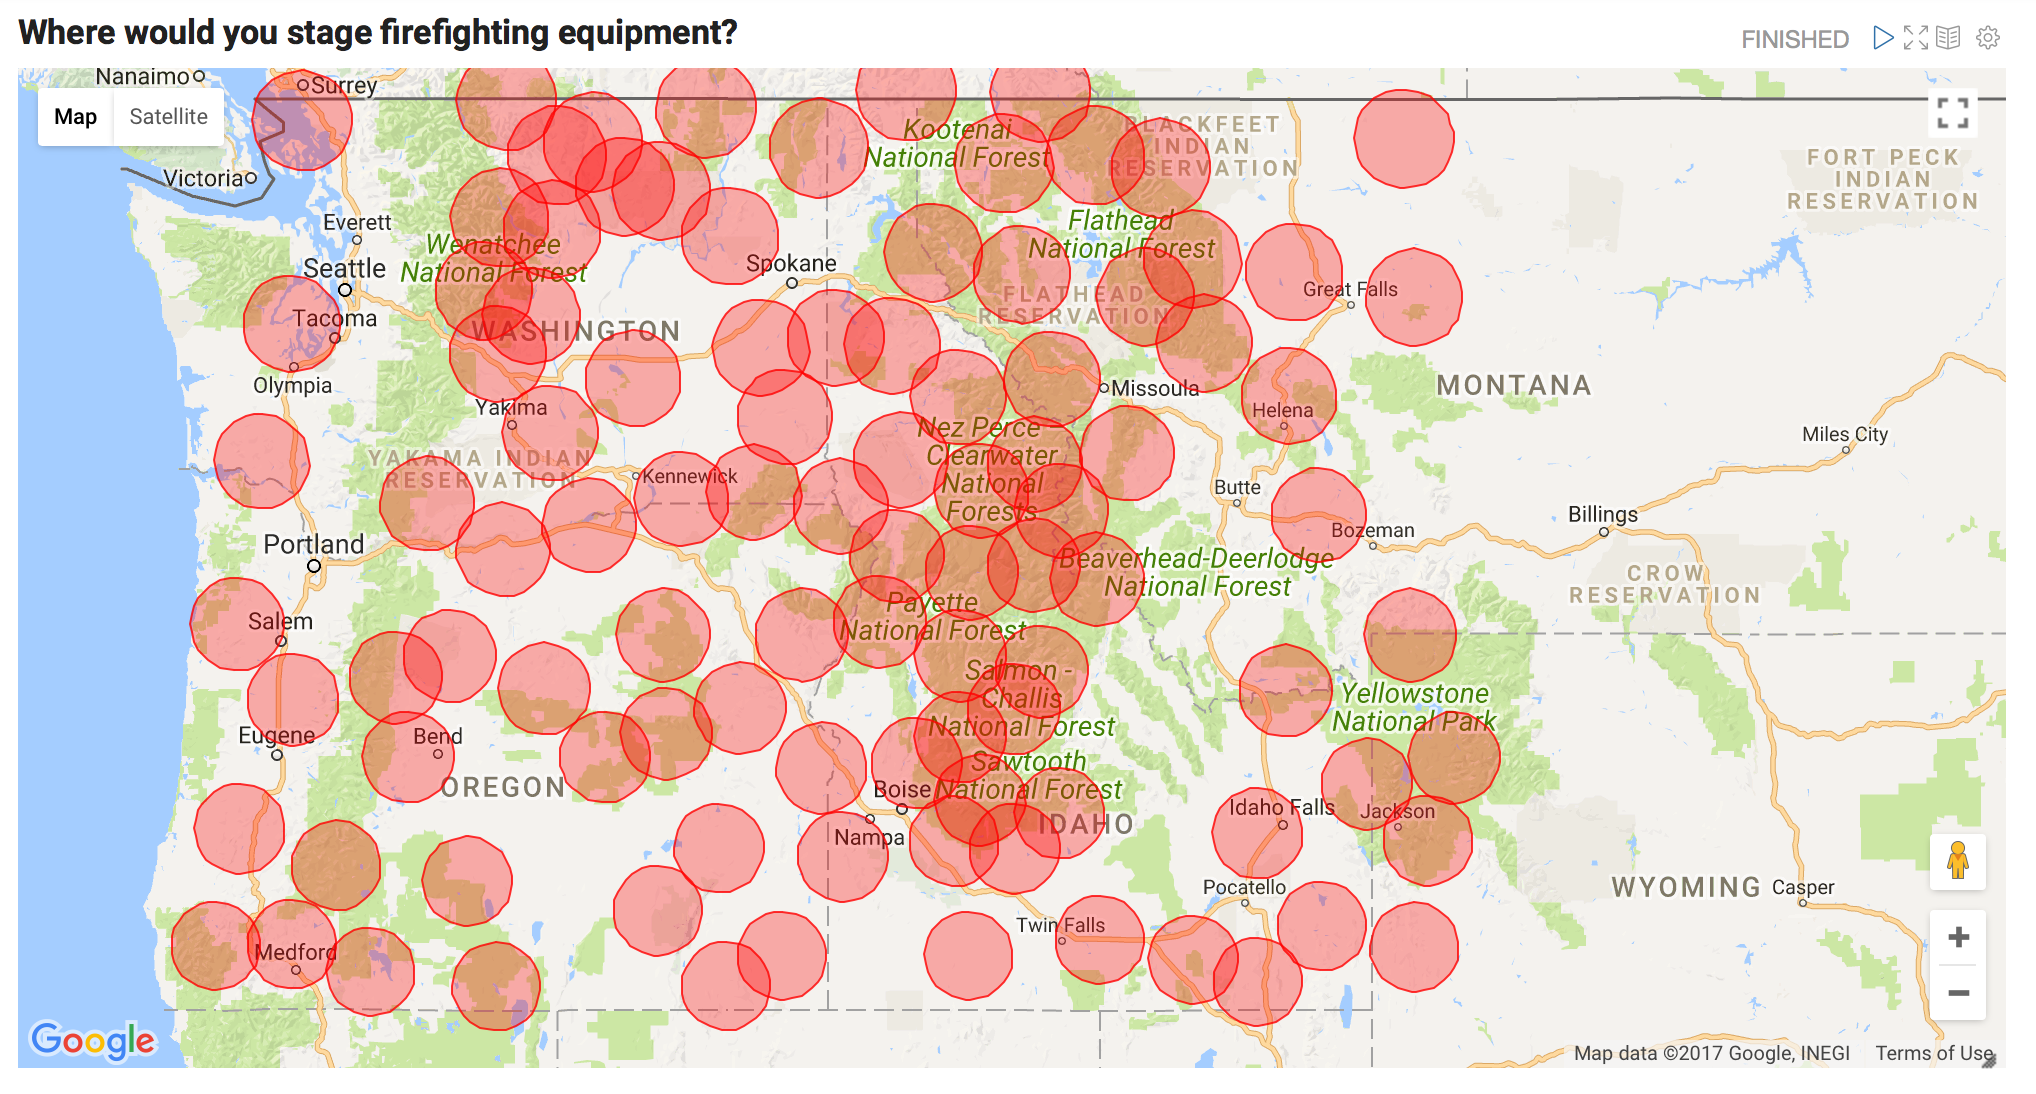 Where would you stage firefighting equipment?
FINISHED
Nanaimo
Surrey
Map
Satellite
Victoria
Everett
Seattle
Tacoma
Olympia
Wenatchee
National Forest
WASHINGTON
Yakima
YAKAMA INDIAN
RESERVATION
Kennewick
Spokane
Kootenai
National Forest
BLACKFEET
INDIAN
RESERVATION
FORT PECK
INDIAN
RESERVATION
Flathead
National Forest
FLATHEAD
RESERVATION
Great Falls
Missoula
Helena
MONTANA
Miles City
Nez Perce
Clearwater
National
Forests
Butte
Bozeman
Billings
CROW
RESERVATION
Beaverhead-Deerlodge
National Forest
Portland
Salem
Eugene
Bend
OREGON
Medford
Payette
National Forest
Salmon -
Challis
National Forest
Sawtooth
National Forest
Boise
Nampa
IDAHO
Twin Falls
Pocatello
Idaho Falls
Jackson
Yellowstone
National Park
WYOMING
Casper
Google
Map data ©2017 Google, INEGI
Terms of Use